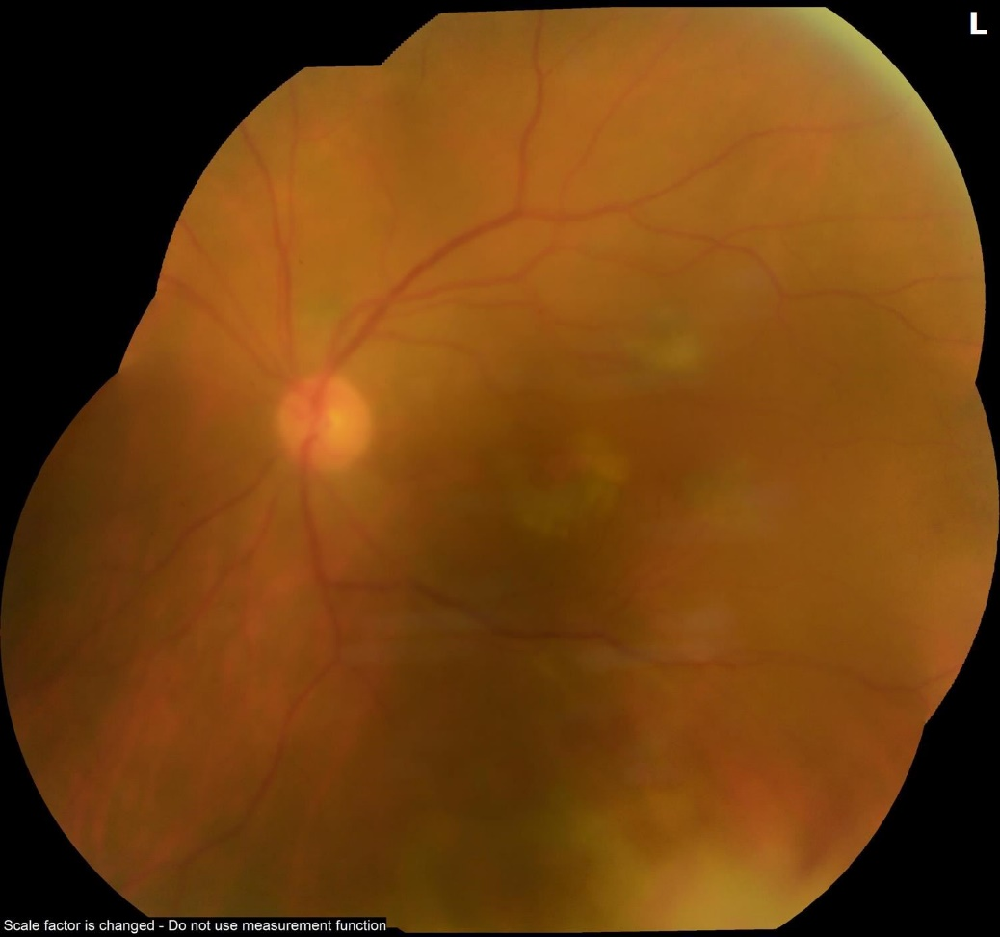 L
Scale factor is changed - Do not use measurement function